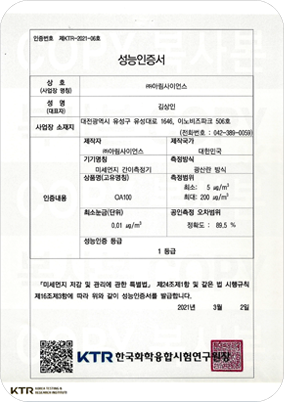 인증번호 제KTR-2021-06호
성능인증서
상 호 ㈜아림사이언스
(사업장 명칭)
성 명 김상인
(대표자)
사업장 소재지 대전광역시 유성구 유성대로 1646, 이노비즈파크 506호
(전화번호 : 042-389-0059)
인증내용
제작자 제작국가
㈜아림사이언스 대한민국
기기명칭 측정방식
미세먼지 간이측정기 광산란 방식
상품명(고유명칭) 측정범위
OA100 최소: 5 ㎍/m³
최대: 200 ㎍/m³
최소눈금(단위) 공인측정 오차범위
0.01 ㎍/m³ 정확도 : 89.5 %
성능인증 등급
1 등급
「미세먼지 저감 및 관리에 관한 특별법」 제24조제1항 및 같은 법 시행규칙
제16조제3항에 따라 위와 같이 성능인증서를 발급합니다.
2021년 3월 2일
KTR 한국화학융합시험연구원장
KTR KOREA TESTING & RESEARCH INSTITUTE